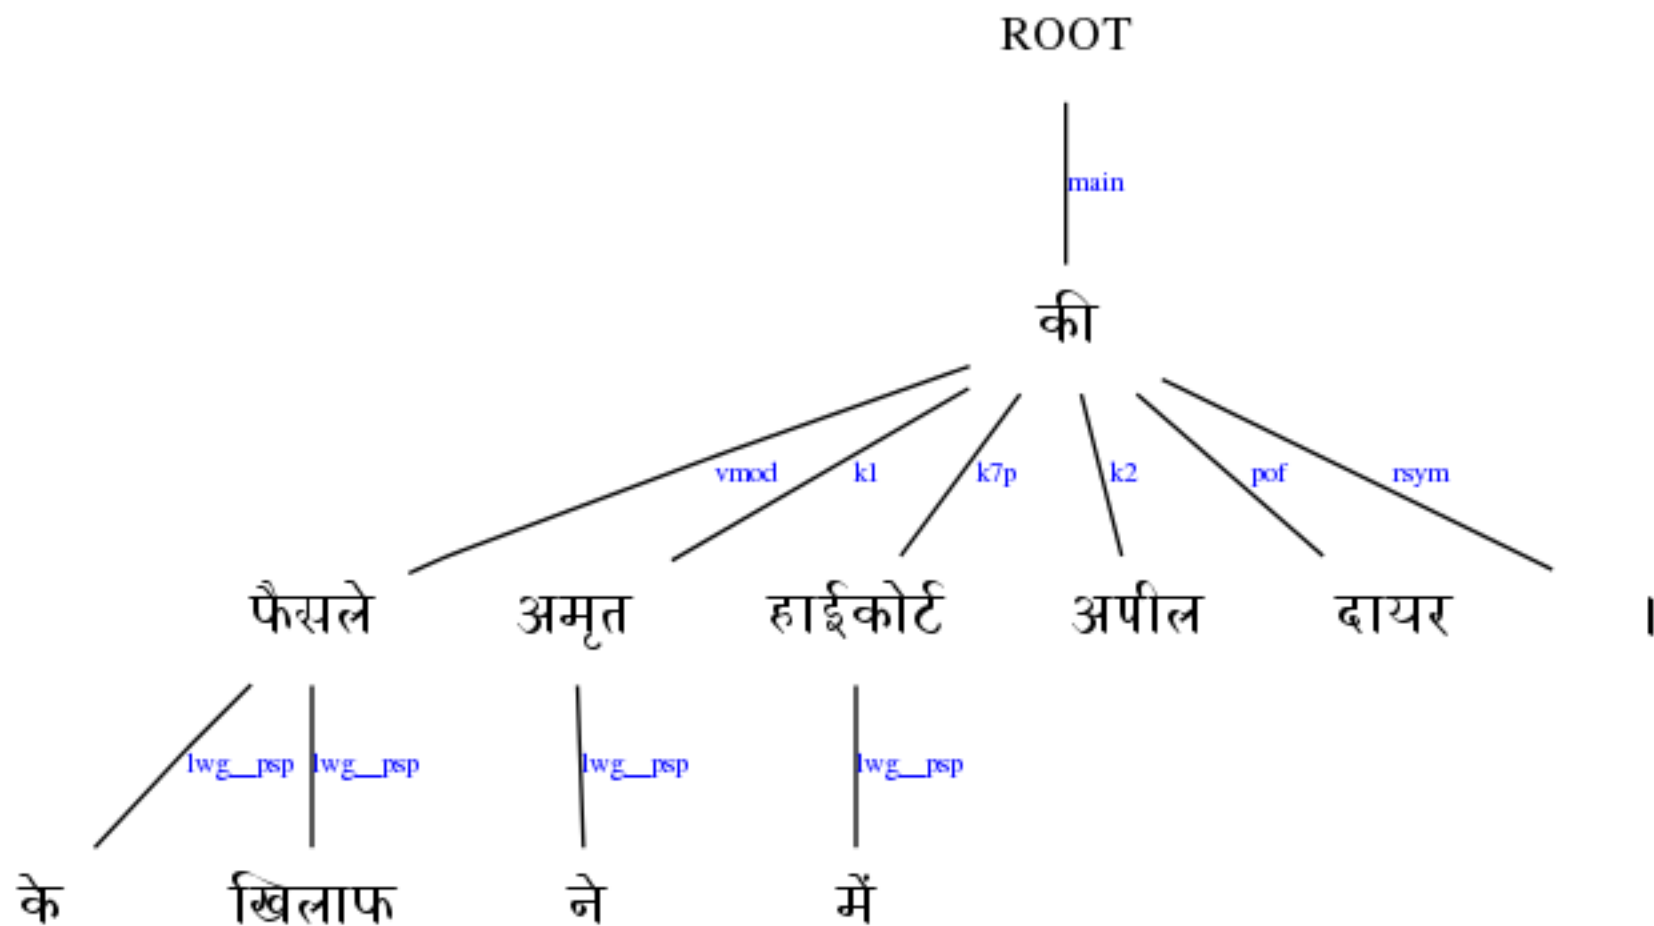 ROOT
main
की
vmod k1 k7p k2 pof rsym
फैसले अमृत हाईकोर्ट अपील दायर ।
lwg__psp lwg__psp lwg__psp lwg__psp
के खिलाफ ने में